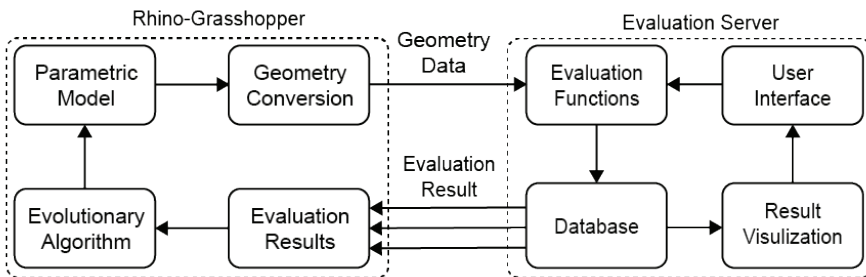 Rhino-Grasshopper
Evaluation Server
Parametric
Model
Geometry
Conversion
Geometry
Data
Evaluation
Functions
User
Interface
Evolutionary
Algorithm
Evaluation
Results
Evaluation
Result
Database
Result
Visulization